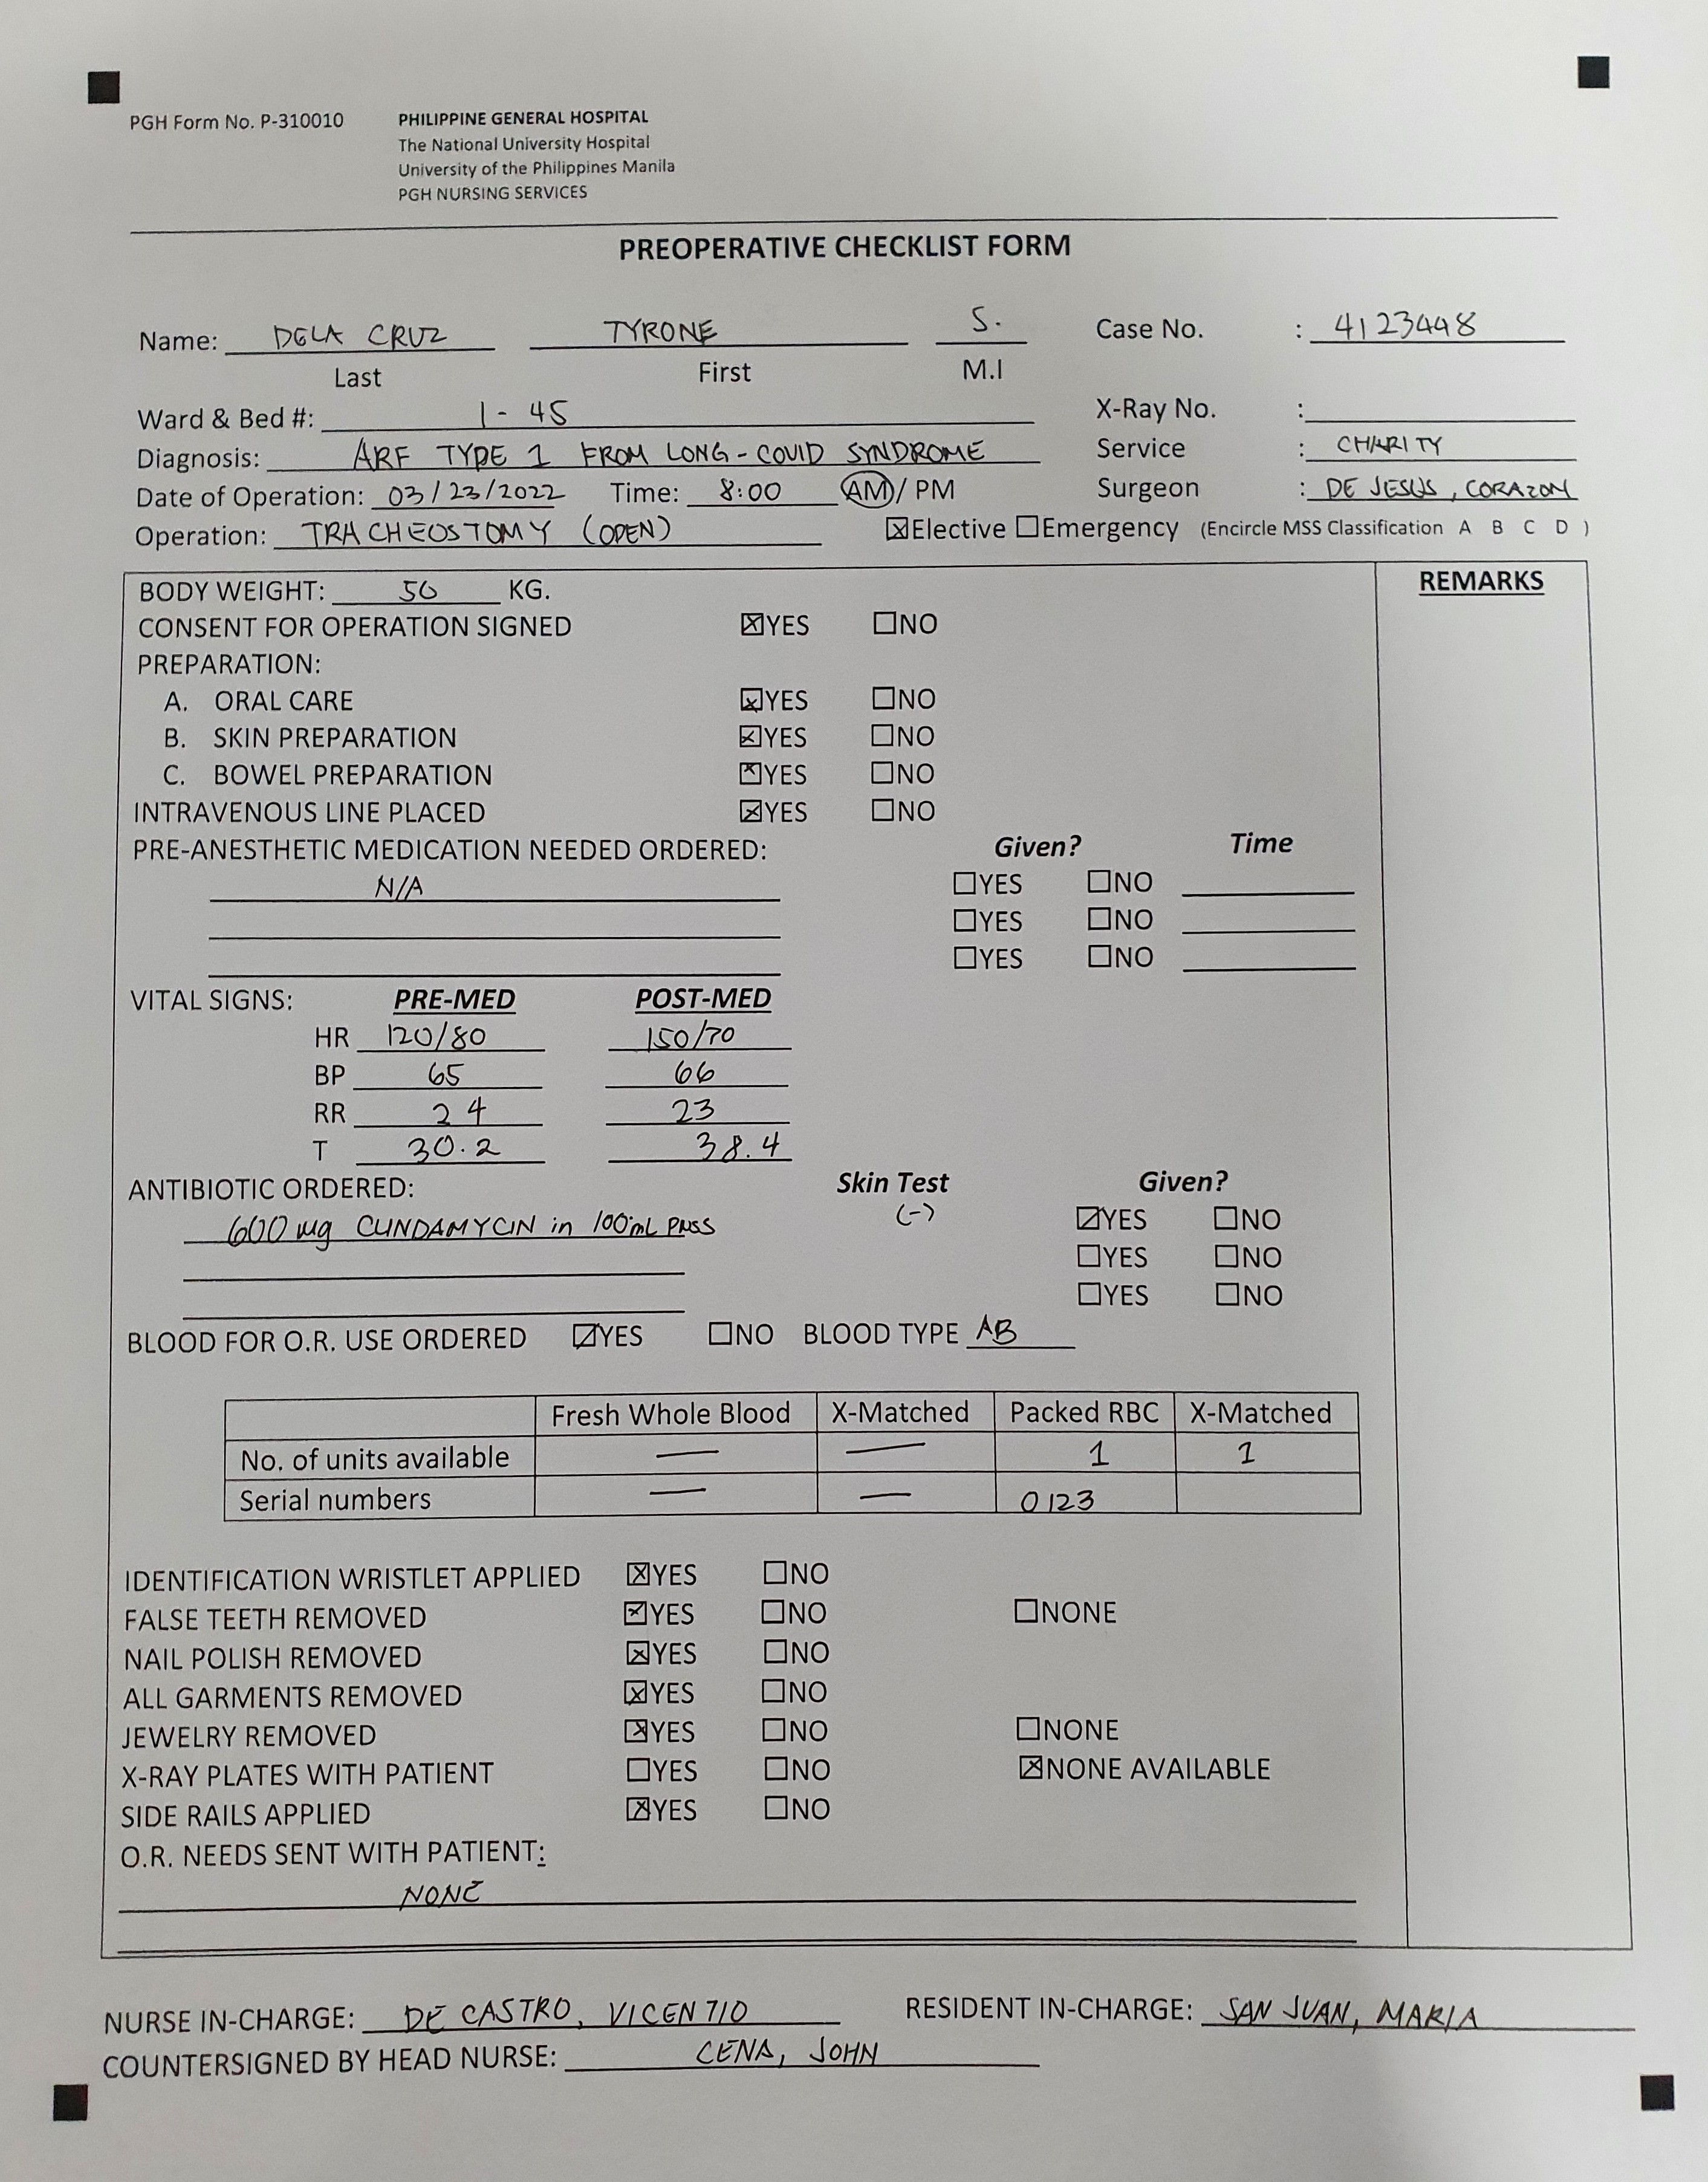 PGH Form No. P-310010 PHILIPPINE GENERAL HOSPITAL
The National University Hospital
University of the Philippines Manila
PGH NURSING SERVICES
PREOPERATIVE CHECKLIST FORM
Name: DELA CRUZ TYRONE S. Case No. : 4123448
Last First M.I
Ward & Bed #: 1 - 45 X-Ray No. :
Diagnosis: ARF TYPE 1 FROM LONG - COVID SYNDROME Service : CHARITY
Date of Operation: 03/23/2022 Time: 8:00 AM / PM Surgeon : DE JESUS, CORAZON
Operation: TRACHEOSTOMY (OPEN) ☒Elective ☐Emergency (Encircle MSS Classification A B C D )
BODY WEIGHT: 50 KG. REMARKS
CONSENT FOR OPERATION SIGNED ☒YES ☐NO
PREPARATION:
A. ORAL CARE ☒YES ☐NO
B. SKIN PREPARATION ☒YES ☐NO
C. BOWEL PREPARATION ☒YES ☐NO
INTRAVENOUS LINE PLACED ☒YES ☐NO
PRE-ANESTHETIC MEDICATION NEEDED ORDERED: Given? Time
N/A ☐YES ☐NO
☐YES ☐NO
☐YES ☐NO
VITAL SIGNS: PRE-MED POST-MED
HR 120/80 150/70
BP 65 66
RR 24 23
T 30.2 38.4
ANTIBIOTIC ORDERED: Skin Test Given?
600 mg CLINDAMYCIN in 100mL PNSS (-) ☒YES ☐NO
☐YES ☐NO
☐YES ☐NO
BLOOD FOR O.R. USE ORDERED ☒YES ☐NO BLOOD TYPE AB
Fresh Whole Blood X-Matched Packed RBC X-Matched
No. of units available — — 1 1
Serial numbers — — 0123
IDENTIFICATION WRISTLET APPLIED ☒YES ☐NO
FALSE TEETH REMOVED ☒YES ☐NO ☐NONE
NAIL POLISH REMOVED ☒YES ☐NO
ALL GARMENTS REMOVED ☒YES ☐NO
JEWELRY REMOVED ☒YES ☐NO ☐NONE
X-RAY PLATES WITH PATIENT ☐YES ☐NO ☒NONE AVAILABLE
SIDE RAILS APPLIED ☒YES ☐NO
O.R. NEEDS SENT WITH PATIENT:
NONE
NURSE IN-CHARGE: DE CASTRO, VICENTIO RESIDENT IN-CHARGE: SAN JUAN, MARIA
COUNTERSIGNED BY HEAD NURSE: CENA, JOHN